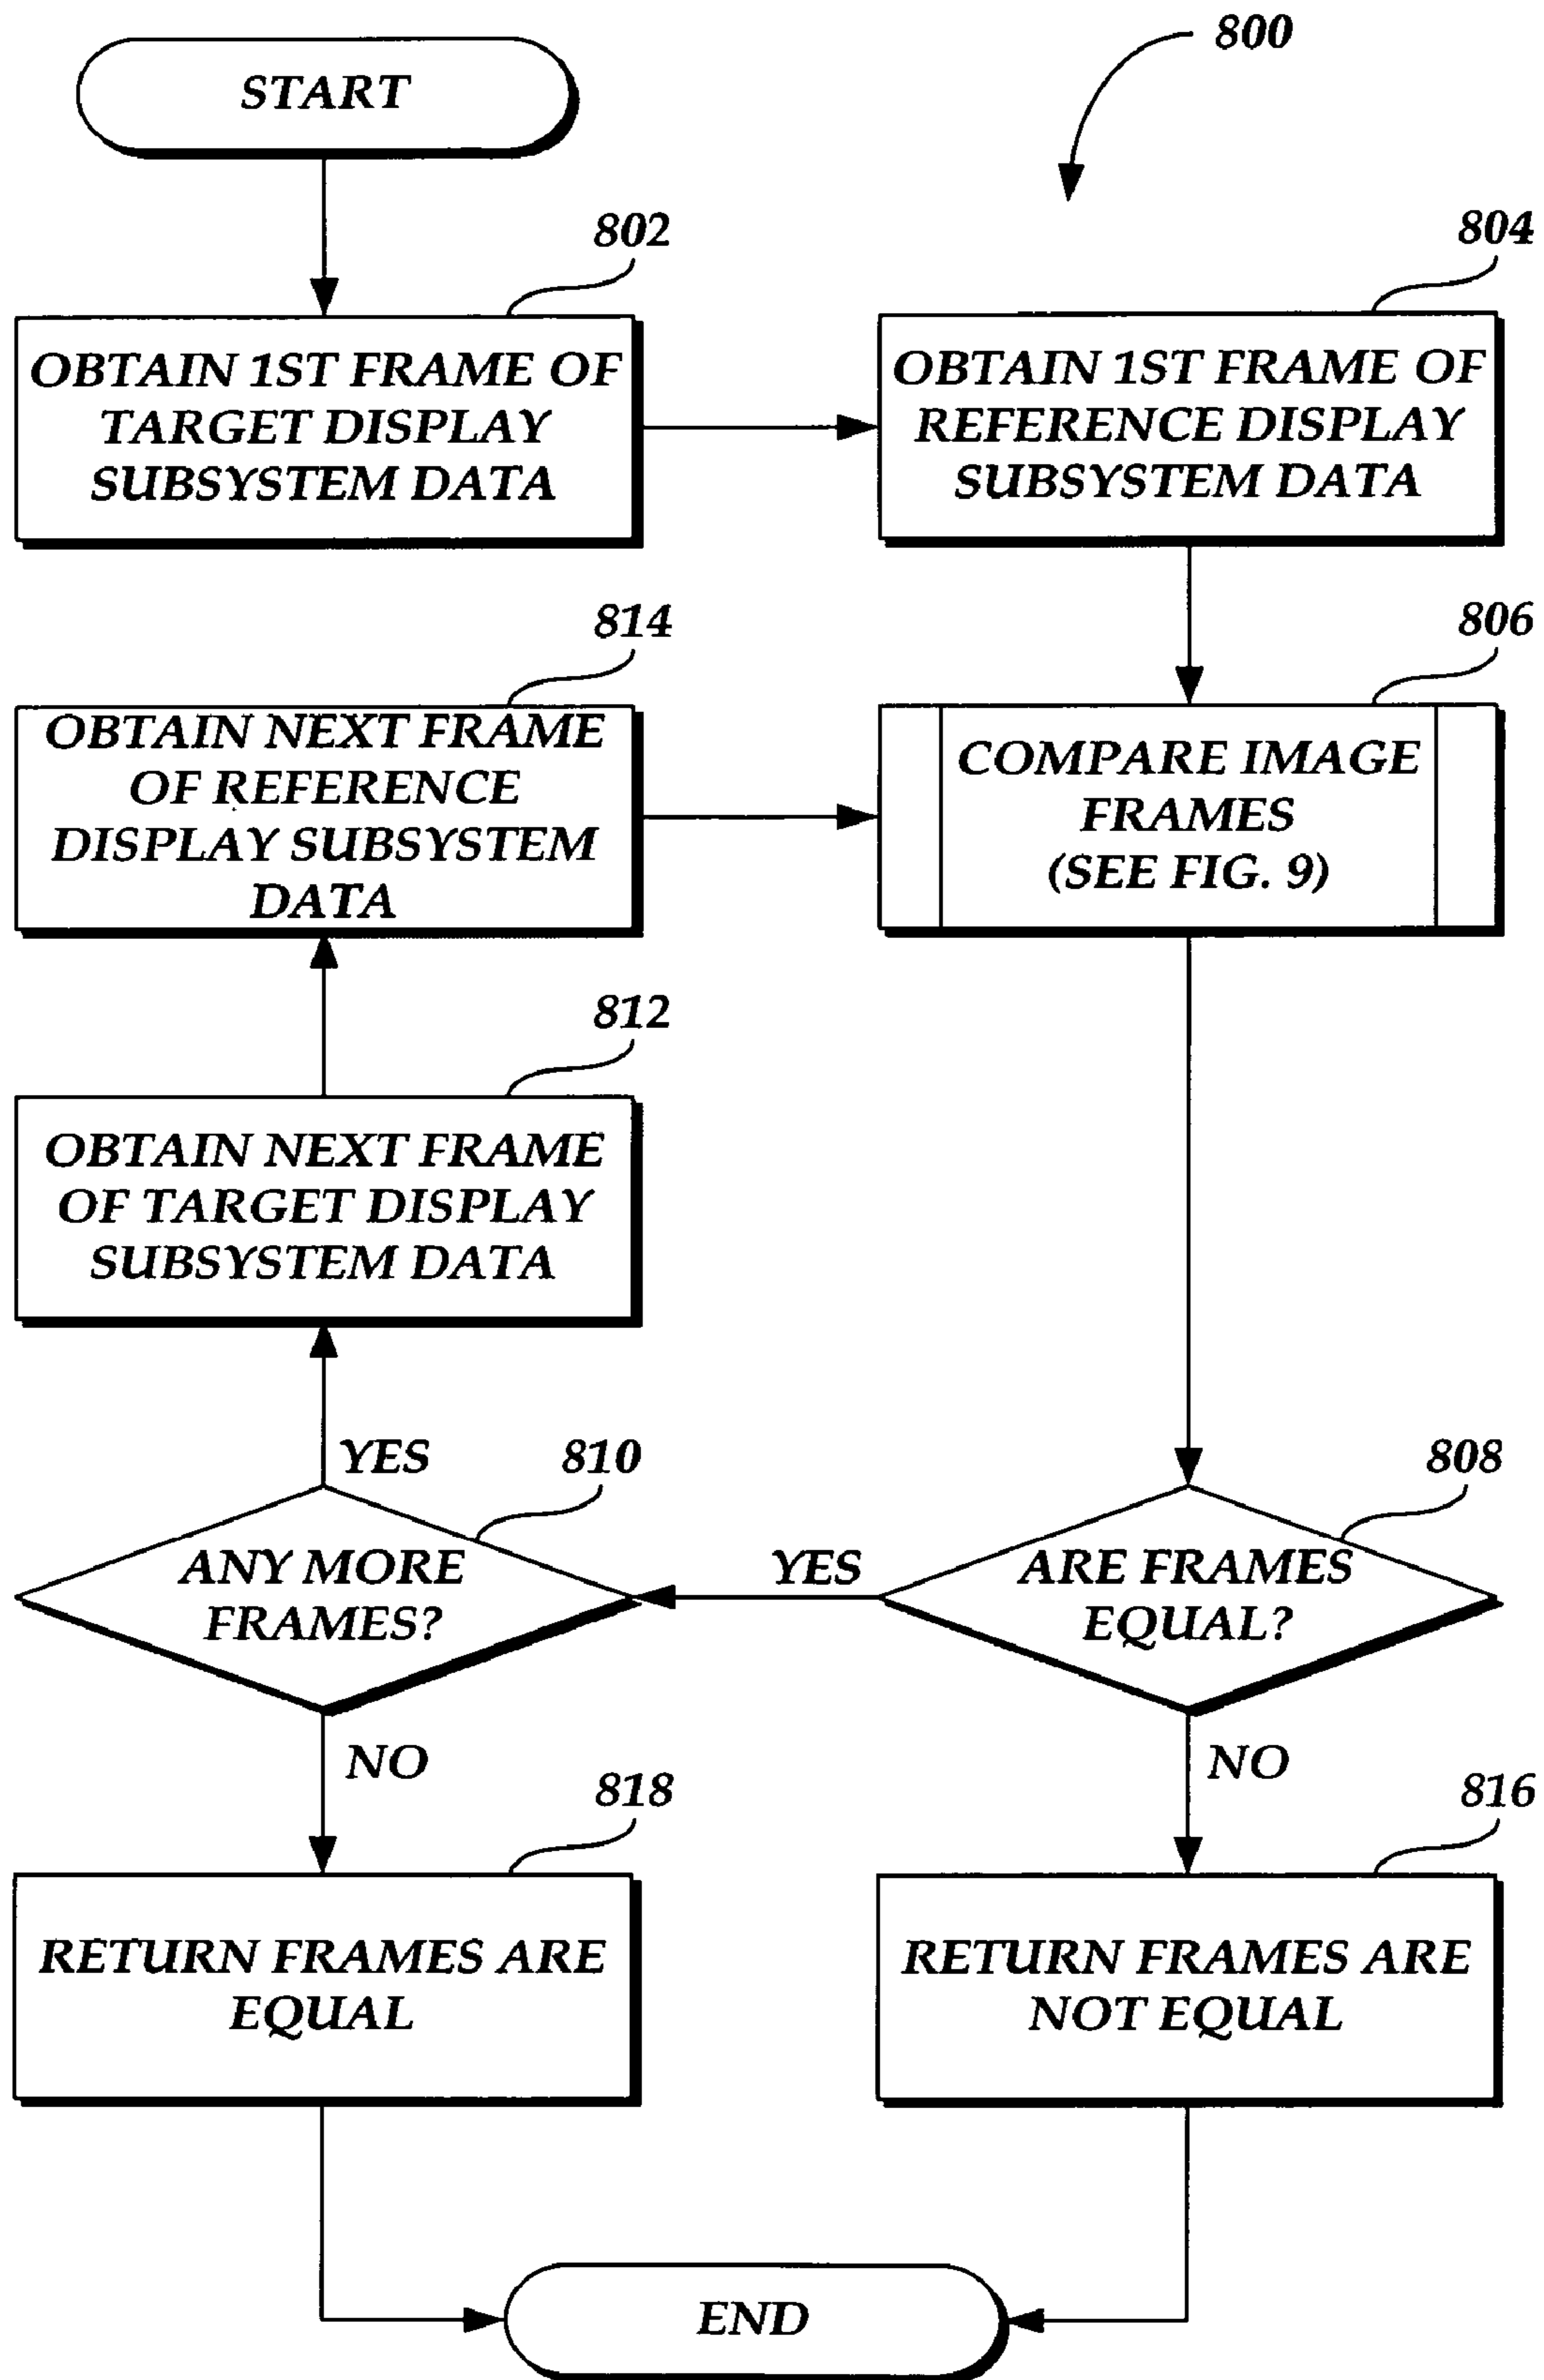 800
START
802
OBTAIN 1ST FRAME OF
TARGET DISPLAY
SUBSYSTEM DATA
804
OBTAIN 1ST FRAME OF
REFERENCE DISPLAY
SUBSYSTEM DATA
814
OBTAIN NEXT FRAME
OF REFERENCE
DISPLAY SUBSYSTEM
DATA
806
COMPARE IMAGE
FRAMES
(SEE FIG. 9)
812
OBTAIN NEXT FRAME
OF TARGET DISPLAY
SUBSYSTEM DATA
YES
810
ANY MORE
FRAMES?
YES
808
ARE FRAMES
EQUAL?
NO
818
RETURN FRAMES ARE
EQUAL
NO
816
RETURN FRAMES ARE
NOT EQUAL
END